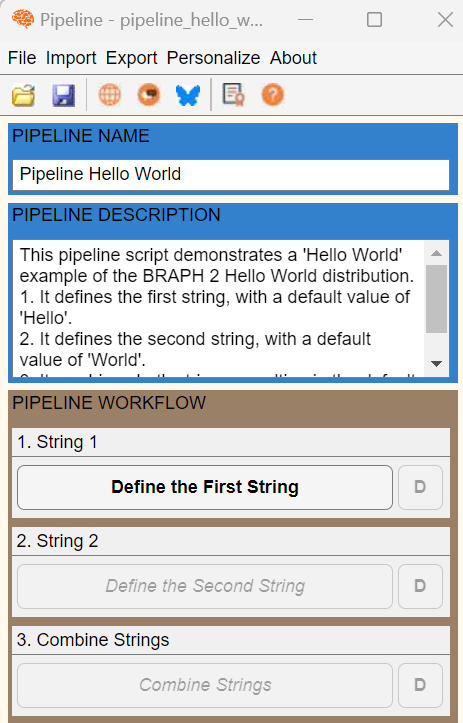 Pipeline - pipeline_hello_w...
File Import Export Personalize About
PIPELINE NAME
Pipeline Hello World
PIPELINE DESCRIPTION
This pipeline script demonstrates a 'Hello World'
example of the BRAPH 2 Hello World distribution.
1. It defines the first string, with a default value of
'Hello'.
2. It defines the second string, with a default
value of 'World'.
PIPELINE WORKFLOW
1. String 1
Define the First String D
2. String 2
Define the Second String D
3. Combine Strings
Combine Strings D